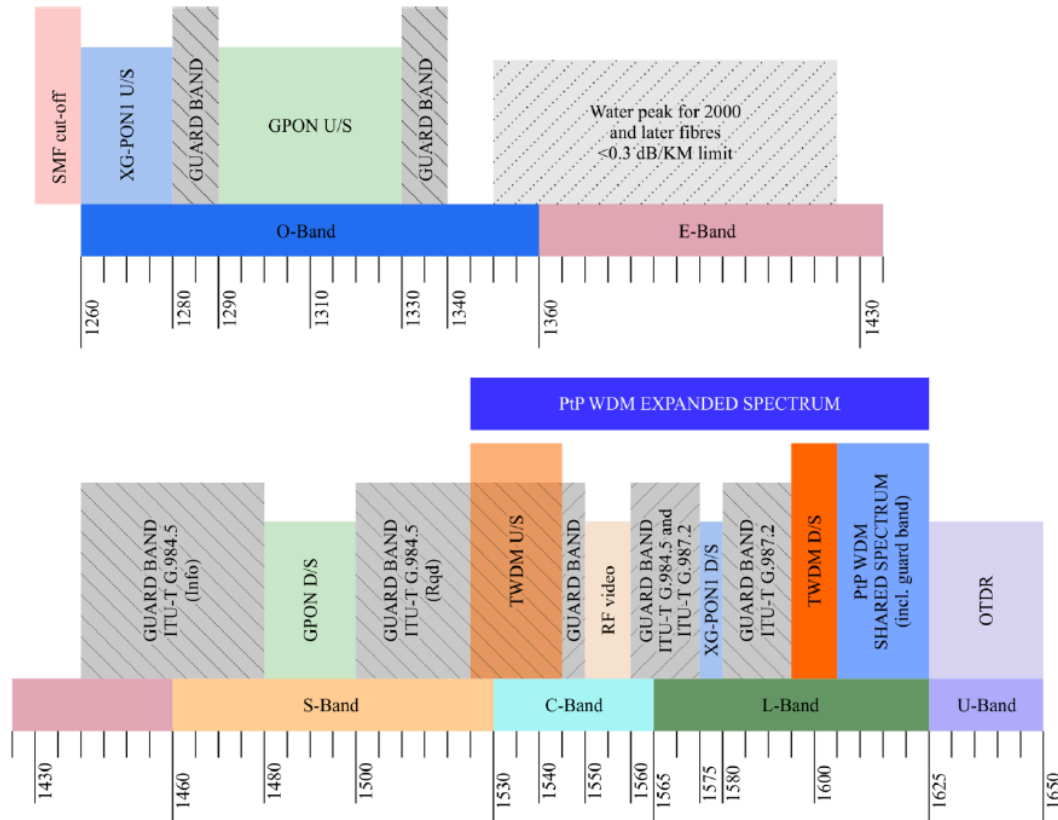 SMF cut-off
XG-PON1 U/S
GUARD BAND
GPON U/S
GUARD BAND
Water peak for 2000
and later fibres
<0.3 dB/KM limit
O-Band
E-Band
1260
1280
1290
1310
1330
1340
1360
1430
PtP WDM EXPANDED SPECTRUM
GUARD BAND
ITU-T G.984.5
(Info)
GPON D/S
GUARD BAND
ITU-T G.984.5
(Rqd)
TWDM U/S
GUARD BAND
RF video
GUARD BAND
ITU-T G.984.5 and
ITU-T G.987.2
XG-PON1 D/S
GUARD BAND
ITU-T G.987.2
TWDM D/S
PtP WDM
SHARED SPECTRUM
(incl. guard band)
OTDR
S-Band
C-Band
L-Band
U-Band
1430
1460
1480
1500
1530
1540
1550
1560
1565
1575
1580
1600
1625
1650